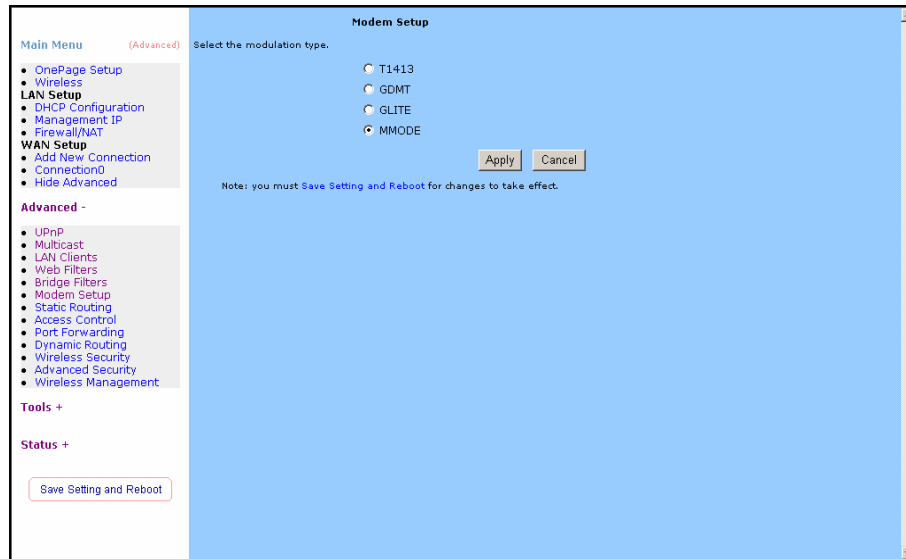 Modem Setup
Main Menu (Advanced)
Select the modulation type.
OnePage Setup
Wireless
LAN Setup
DHCP Configuration
Management IP
Firewall/NAT
WAN Setup
Add New Connection
Connection0
Hide Advanced
T1413
GDMT
GLITE
MMODE
Apply Cancel
Note: you must Save Setting and Reboot for changes to take effect.
Advanced -
UPnP
Multicast
LAN Clients
Web Filters
Bridge Filters
Modem Setup
Static Routing
Access Control
Port Forwarding
Dynamic Routing
Wireless Security
Advanced Security
Wireless Management
Tools +
Status +
Save Setting and Reboot